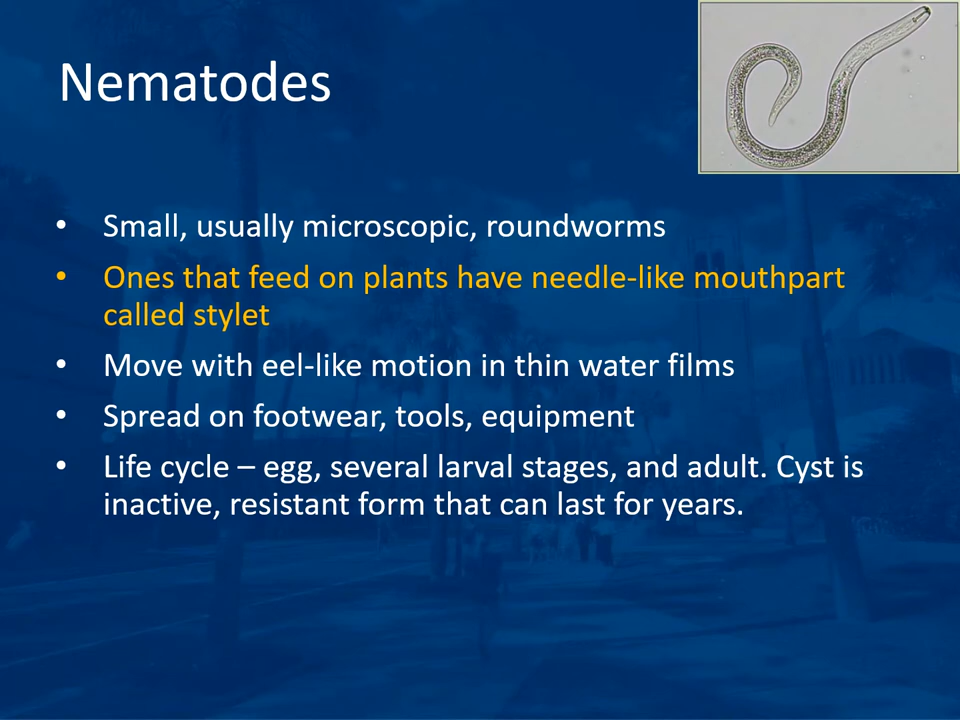 Nematodes
• Small, usually microscopic, roundworms
• Ones that feed on plants have needle-like mouthpart
called stylet
• Move with eel-like motion in thin water films
• Spread on footwear, tools, equipment
• Life cycle – egg, several larval stages, and adult. Cyst is
inactive, resistant form that can last for years.